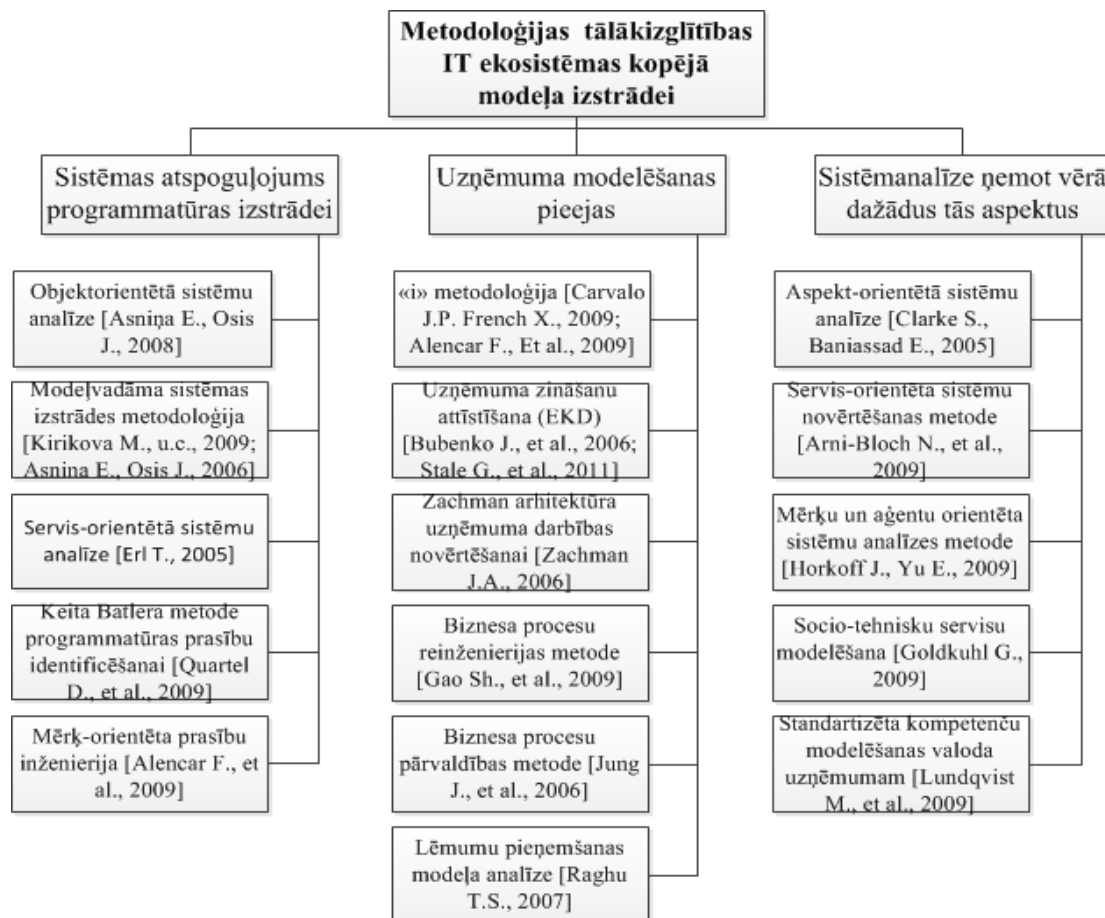 Metodoloģijas tālākizglītības
IT ekosistēmas kopējā
modeļa izstrādei
Sistēmas atspoguļojums
programmatūras izstrādei
Objektorientētā sistēmu
analīze [Asniņa E., Osis
J., 2008]
Modeļvadāma sistēmas
izstrādes metodoloģija
[Kirikova M., u.c., 2009;
Asnina E., Osis J., 2006]
Servis-orientētā sistēmu
analīze [Erl T., 2005]
Keita Batlera metode
programmatūras prasību
identificēšanai [Quartel
D., et al., 2009]
Mērķ-orientēta prasību
inženierija [Alencar F., et
al., 2009]
Uzņēmuma modelēšanas
pieejas
«i» metodoloģija [Carvalo
J.P. French X., 2009;
Alencar F., Et al., 2009]
Uzņēmuma zināšanu
attīstīšana (EKD)
[Bubenko J., et al., 2006;
Stale G., et al., 2011]
Zachman arhitektūra
uzņēmuma darbības
novērtēšanai [Zachman
J.A., 2006]
Biznesa procesu
reinženierijas metode
[Gao Sh., et al., 2009]
Biznesa procesu
pārvaldības metode [Jung
J., et al., 2006]
Lēmumu pieņemšanas
modeļa analīze [Raghu
T.S., 2007]
Sistēmanalīze ņemot vērā
dažādus tās aspektus
Aspekt-orientētā sistēmu
analīze [Clarke S.,
Baniassad E., 2005]
Servis-orientēta sistēmu
novērtēšanas metode
[Arni-Bloch N., et al.,
2009]
Mērķu un aģentu orientēta
sistēmu analīzes metode
[Horkoff J., Yu E., 2009]
Socio-tehnisku servisu
modelēšana [Goldkuhl G.,
2009]
Standartizēta kompetenču
modelēšanas valoda
uzņēmumam [Lundqvist
M., et al., 2009]